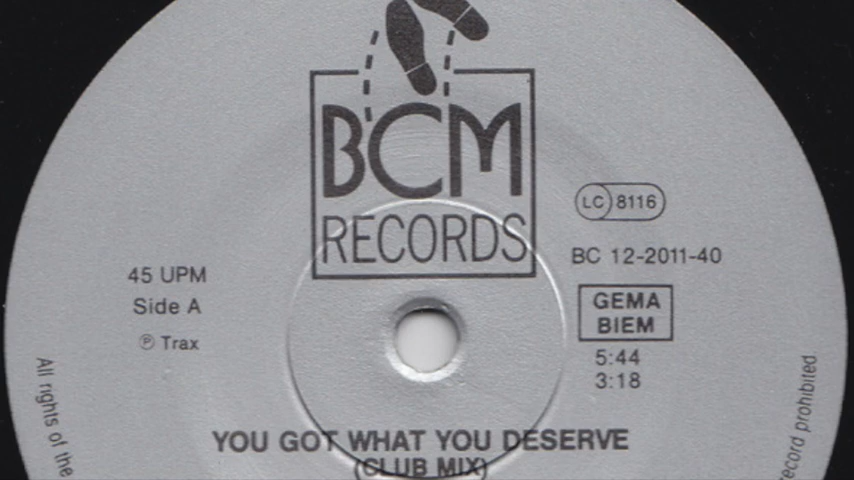 BCM
RECORDS
LC 8116
BC 12-2011-40
45 UPM
Side A
℗ Trax
GEMA
BIEM
5:44
3:18
All rights of the
record prohibited
YOU GOT WHAT YOU DESERVE
(CLUB MIX)